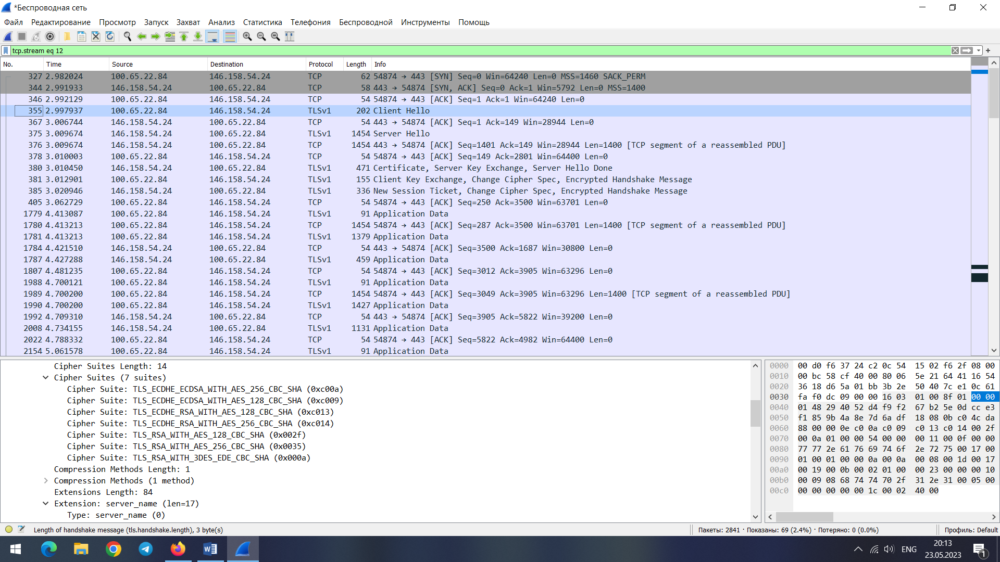 *Беспроводная сеть
Файл Редактирование Просмотр Запуск Захват Анализ Статистика Телефония Беспроводной Инструменты Помощь
tcp.stream eq 12
No. Time Source Destination Protocol Length Info
327 2.982024 100.65.22.84 146.158.54.24 TCP 62 54874 → 443 [SYN] Seq=0 Win=64240 Len=0 MSS=1460 SACK_PERM
344 2.991933 146.158.54.24 100.65.22.84 TCP 58 443 → 54874 [SYN, ACK] Seq=0 Ack=1 Win=5792 Len=0 MSS=1400
346 2.992129 100.65.22.84 146.158.54.24 TCP 54 54874 → 443 [ACK] Seq=1 Ack=1 Win=64240 Len=0
355 2.997937 100.65.22.84 146.158.54.24 TLSv1 202 Client Hello
367 3.006744 146.158.54.24 100.65.22.84 TCP 54 443 → 54874 [ACK] Seq=1 Ack=149 Win=28944 Len=0
375 3.009674 146.158.54.24 100.65.22.84 TLSv1 1454 Server Hello
376 3.009674 146.158.54.24 100.65.22.84 TCP 1454 443 → 54874 [ACK] Seq=1401 Ack=149 Win=28944 Len=1400 [TCP segment of a reassembled PDU]
378 3.010003 100.65.22.84 146.158.54.24 TCP 54 54874 → 443 [ACK] Seq=149 Ack=2801 Win=64400 Len=0
380 3.010450 146.158.54.24 100.65.22.84 TLSv1 471 Certificate, Server Key Exchange, Server Hello Done
381 3.012901 100.65.22.84 146.158.54.24 TLSv1 155 Client Key Exchange, Change Cipher Spec, Encrypted Handshake Message
385 3.020946 146.158.54.24 100.65.22.84 TLSv1 336 New Session Ticket, Change Cipher Spec, Encrypted Handshake Message
405 3.062729 100.65.22.84 146.158.54.24 TCP 54 54874 → 443 [ACK] Seq=250 Ack=3500 Win=63701 Len=0
1779 4.413087 100.65.22.84 146.158.54.24 TLSv1 91 Application Data
1780 4.413213 100.65.22.84 146.158.54.24 TCP 1454 54874 → 443 [ACK] Seq=287 Ack=3500 Win=63701 Len=1400 [TCP segment of a reassembled PDU]
1781 4.413213 100.65.22.84 146.158.54.24 TLSv1 1379 Application Data
1784 4.421510 146.158.54.24 100.65.22.84 TCP 54 443 → 54874 [ACK] Seq=3500 Ack=1687 Win=30800 Len=0
1787 4.427288 146.158.54.24 100.65.22.84 TLSv1 459 Application Data
1807 4.481235 100.65.22.84 146.158.54.24 TCP 54 54874 → 443 [ACK] Seq=3012 Ack=3905 Win=63296 Len=0
1988 4.700121 100.65.22.84 146.158.54.24 TLSv1 91 Application Data
1989 4.700200 100.65.22.84 146.158.54.24 TCP 1454 54874 → 443 [ACK] Seq=3049 Ack=3905 Win=63296 Len=1400 [TCP segment of a reassembled PDU]
1990 4.700200 100.65.22.84 146.158.54.24 TLSv1 1427 Application Data
1992 4.709310 146.158.54.24 100.65.22.84 TCP 54 443 → 54874 [ACK] Seq=3905 Ack=5822 Win=39200 Len=0
2008 4.734155 146.158.54.24 100.65.22.84 TLSv1 1131 Application Data
2022 4.788332 100.65.22.84 146.158.54.24 TCP 54 54874 → 443 [ACK] Seq=5822 Ack=4982 Win=64400 Len=0
2154 5.061578 100.65.22.84 146.158.54.24 TLSv1 91 Application Data
Cipher Suites Length: 14
Cipher Suites (7 suites)
Cipher Suite: TLS_ECDHE_ECDSA_WITH_AES_256_CBC_SHA (0xc00a)
Cipher Suite: TLS_ECDHE_ECDSA_WITH_AES_128_CBC_SHA (0xc009)
Cipher Suite: TLS_ECDHE_RSA_WITH_AES_128_CBC_SHA (0xc013)
Cipher Suite: TLS_ECDHE_RSA_WITH_AES_256_CBC_SHA (0xc014)
Cipher Suite: TLS_RSA_WITH_AES_128_CBC_SHA (0x002f)
Cipher Suite: TLS_RSA_WITH_AES_256_CBC_SHA (0x0035)
Cipher Suite: TLS_RSA_WITH_3DES_EDE_CBC_SHA (0x000a)
Compression Methods Length: 1
Compression Methods (1 method)
Extensions Length: 84
Extension: server_name (len=17)
Type: server_name (0)
0000 00 d0 f6 37 24 c2 0c 54 15 02 f6 2f 08 00
0010 00 bc 58 cf 40 00 80 06 5e 21 64 41 16 54
0020 36 18 d6 5a 01 bb 3b 2e 50 40 7c e1 0c 61
0030 fa f0 dc 09 00 00 16 03 01 00 8f 01 00 00
0040 01 48 29 40 52 d4 f9 f2 67 b2 5e 0d cc e3
0050 f1 85 9b 4a 8e 7d 6a df 18 08 0b c0 4c da
0060 88 00 00 0e c0 0a c0 09 c0 13 c0 14 00 2f
0070 00 0a 01 00 00 54 00 00 00 11 00 0f 00 00
0080 77 77 2e 61 76 69 74 6f 2e 72 75 00 17 00
0090 01 00 01 00 00 0a 00 0a 00 08 00 1d 00 17
00a0 00 19 00 0b 00 02 01 00 00 23 00 00 00 10
00b0 00 09 08 68 74 74 70 2f 31 2e 31 00 05 00
00c0 00 00 00 00 00 1c 00 02 40 00
Length of handshake message (tls.handshake.length), 3 byte(s)
Пакеты: 2841 · Показаны: 69 (2.4%) · Потеряно: 0 (0.0%)
Профиль: Default
ENG
20:13
23.05.2023
1